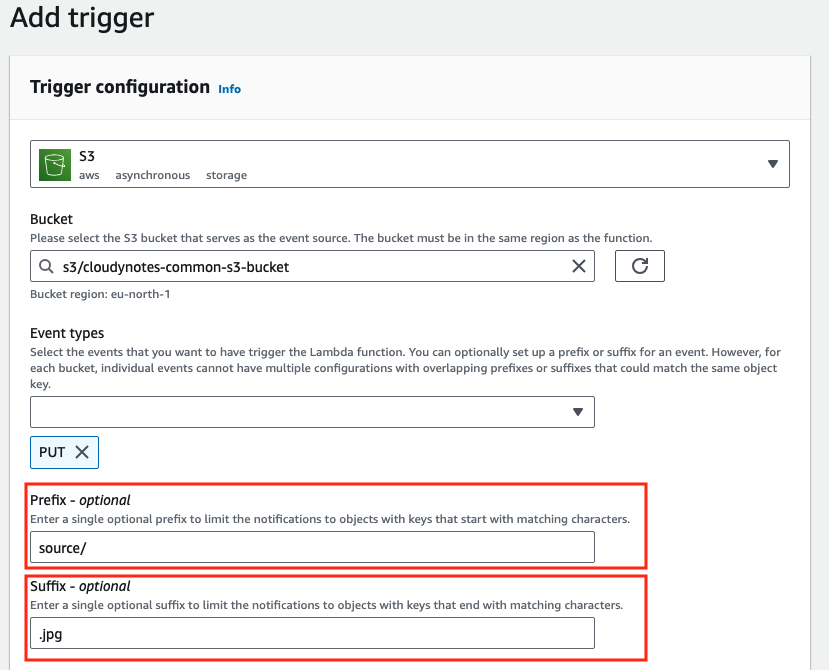 Add trigger
Trigger configuration Info
S3
aws asynchronous storage
Bucket
Please select the S3 bucket that serves as the event source. The bucket must be in the same region as the function.
s3/cloudynotes-common-s3-bucket
Bucket region: eu-north-1
Event types
Select the events that you want to have trigger the Lambda function. You can optionally set up a prefix or suffix for an event. However, for
each bucket, individual events cannot have multiple configurations with overlapping prefixes or suffixes that could match the same object
key.
PUT
Prefix - optional
Enter a single optional prefix to limit the notifications to objects with keys that start with matching characters.
source/
Suffix - optional
Enter a single optional suffix to limit the notifications to objects with keys that end with matching characters.
.jpg